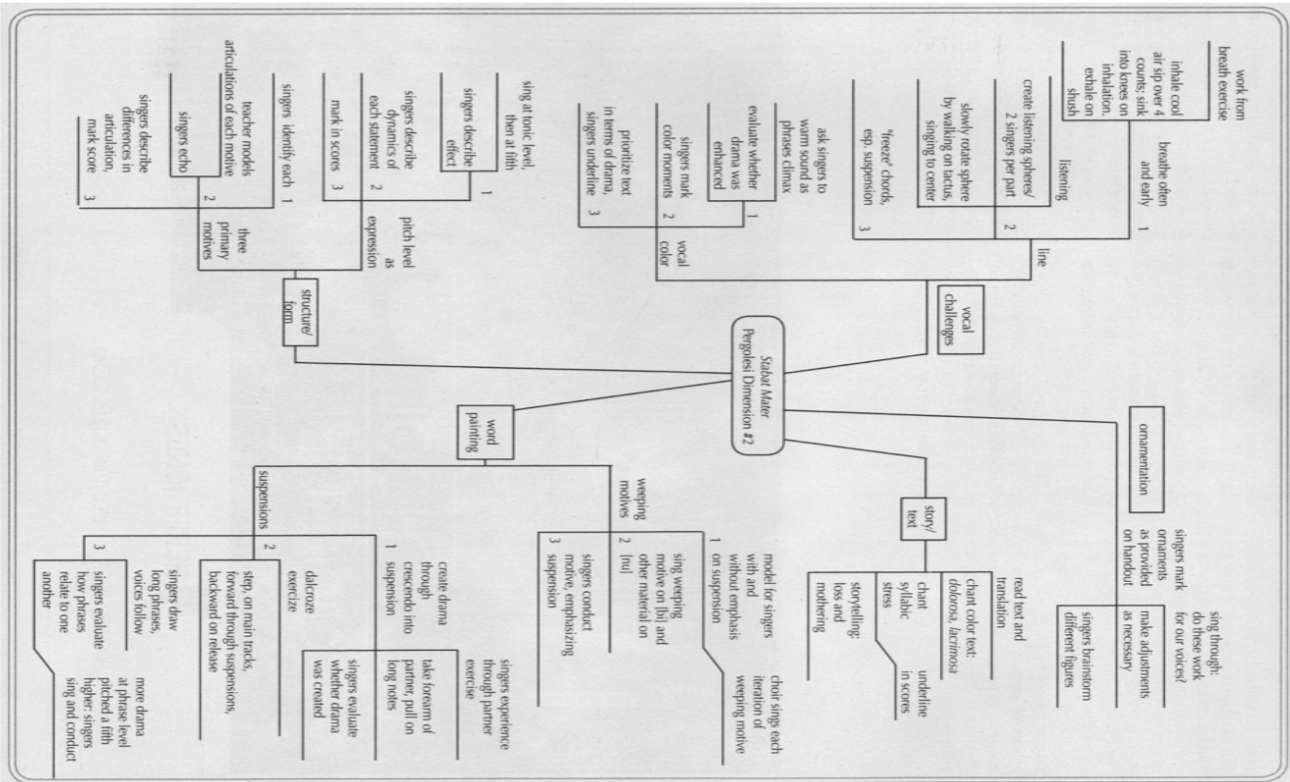 work from
breath exercise
inhale cool
air sip over 4
counts; sink
into knees on
inhalation.
exhale on
shush
breathe often
and early
1
listening
create listening spheres/
2 singers per part
slowly rotate sphere
by walking on tactus,
singing to center
2
"freeze" chords,
esp. suspension
3
line
ask singers to
warm sound as
phrases climax
evaluate whether
drama was
enhanced
1
singers mark
color moments
2
prioritize text
in terms of drama,
singers underline
3
vocal
color
vocal
challenges
sing at tonic level,
then at fifth
singers describe
effect
1
singers describe
dynamics of
each statement
2
mark in scores
3
pitch level
as
expression
singers identify each
1
teacher models
articulations of each motive
singers echo
2
singers describe
differences in
articulation,
mark score
3
three
primary
motives
structure/
form
Stabat Mater
Pergolesi Dimension #2
ornamentation
singers mark
ornaments
as provided
on handout
sing through:
do these work
for our voices?
make adjustments
as necessary
singers brainstorm
different figures
story/
text
read text and
translation
chant color text:
dolorosa, lacrimosa
chant
syllabic
stress
underline
in scores
storytelling:
loss and
mothering
word
painting
weeping
motives
1
model for singers
with and
without emphasis
on suspension
choir sings each
iteration of
weeping motive
2
sing weeping
motive on [bi] and
other material on
[nu]
3
singers conduct
motive, emphasizing
suspension
suspensions
1
create drama
through
crescendo into
suspension
singers experience
through partner
exercise
take forearm of
partner, pull on
long notes
singers evaluate
whether drama
was created
2
dalcroze
exercize
step, on main tracks,
forward through suspensions,
backward on release
3
singers draw
long phrases,
voices follow
singers evaluate
how phrases
relate to one
another
more drama
at phrase level
pitched a fifth
higher: singers
sing and conduct